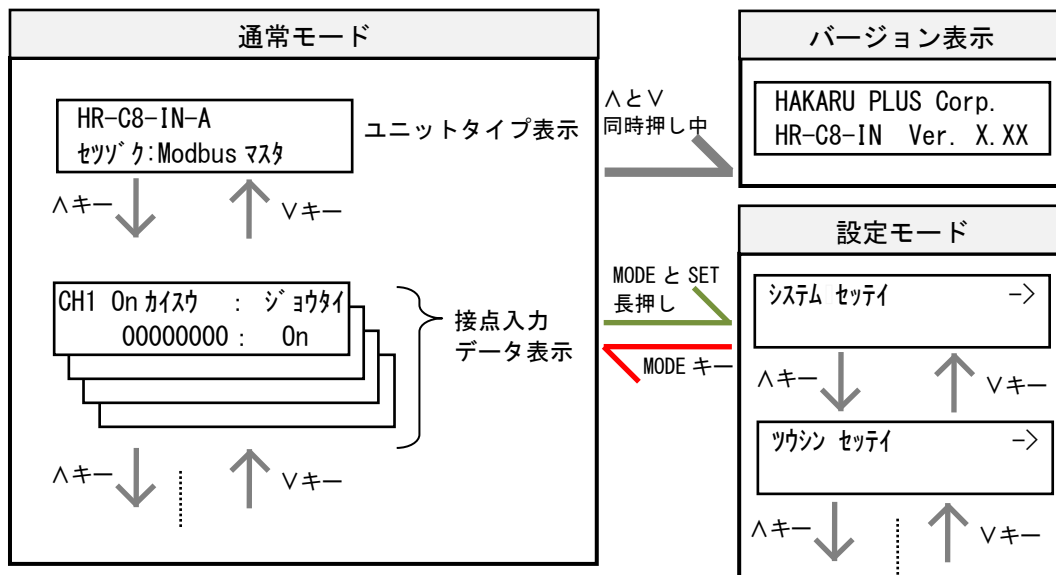 通常モード
HR-C8-IN-A
セツゾク:Modbus マスタ
ユニットタイプ表示
∧キー
∨キー
CH1 On カイスウ : ジョウタイ
00000000 : On
接点入力
データ表示
∧キー
∨キー
∧と∨
同時押し中
MODE と SET
長押し
MODE キー
バージョン表示
HAKARU PLUS Corp.
HR-C8-IN Ver. X.XX
設定モード
システム セッテイ ->
∧キー
∨キー
ツウシン セッテイ ->
∧キー
∨キー